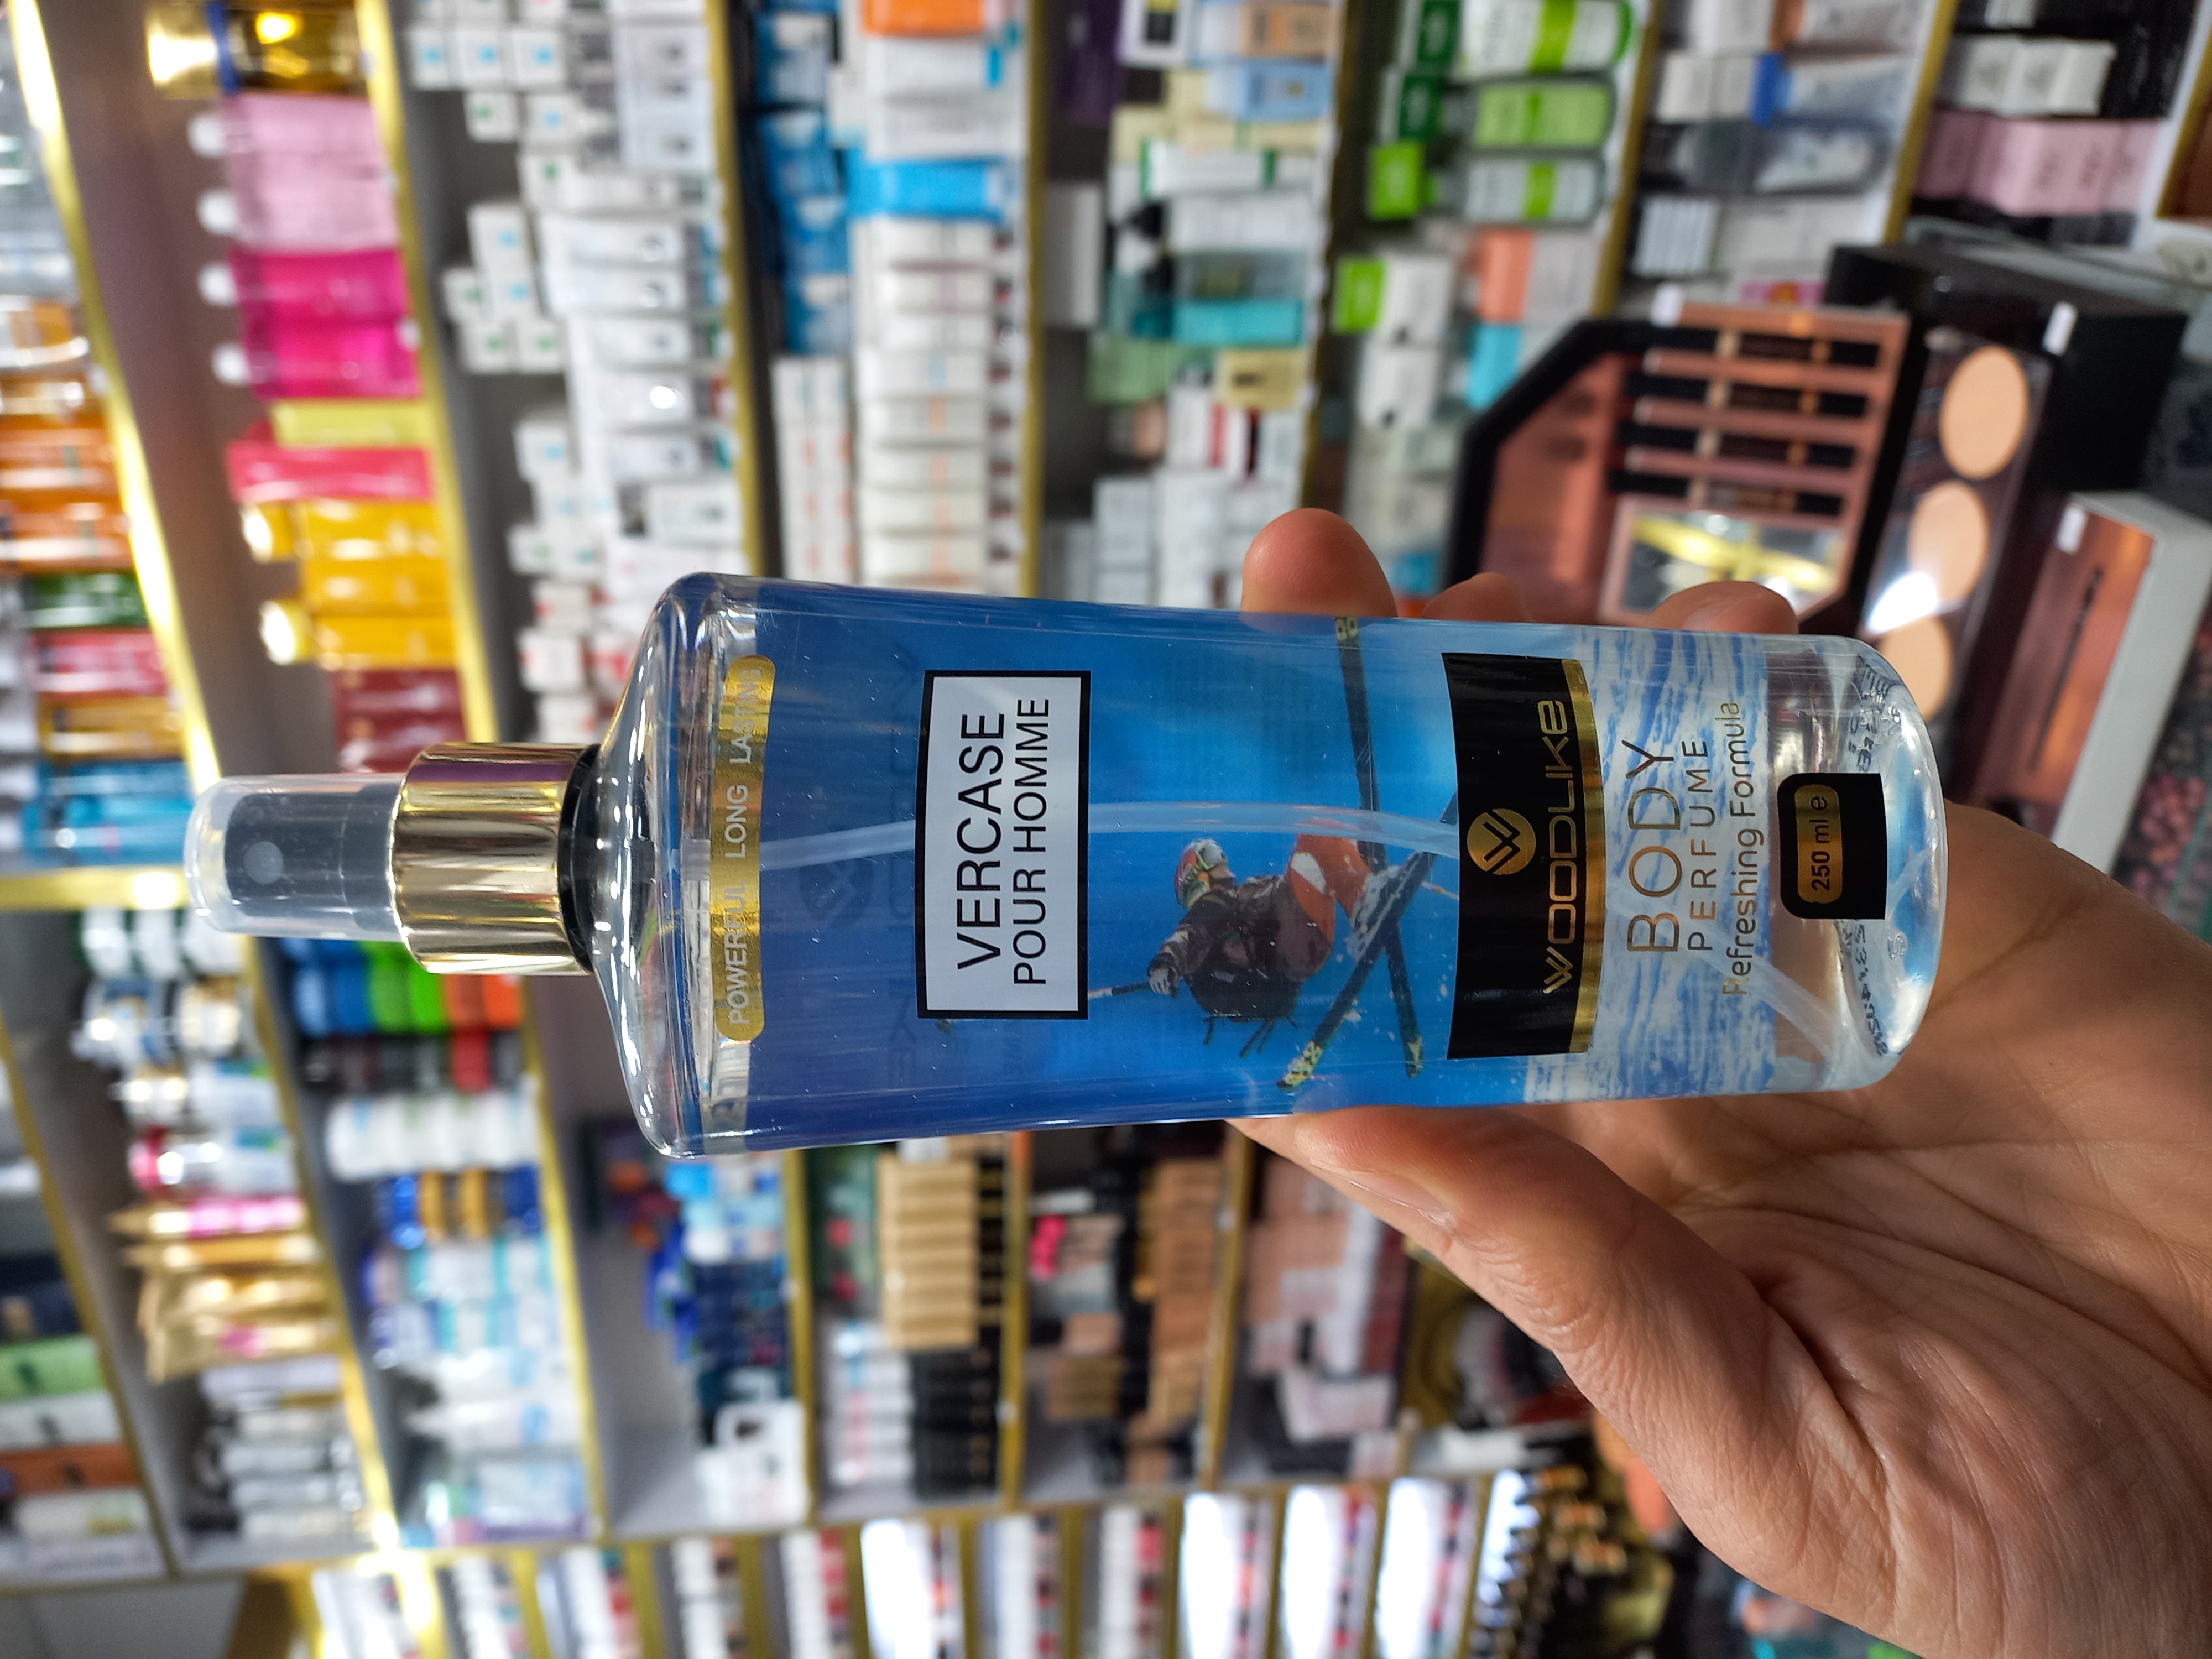 POWERFUL LONG LASTING
VERCASE
POUR HOMME
WOODLIKE
BODY
PERFUME
Refreshing Formula
250 ml e